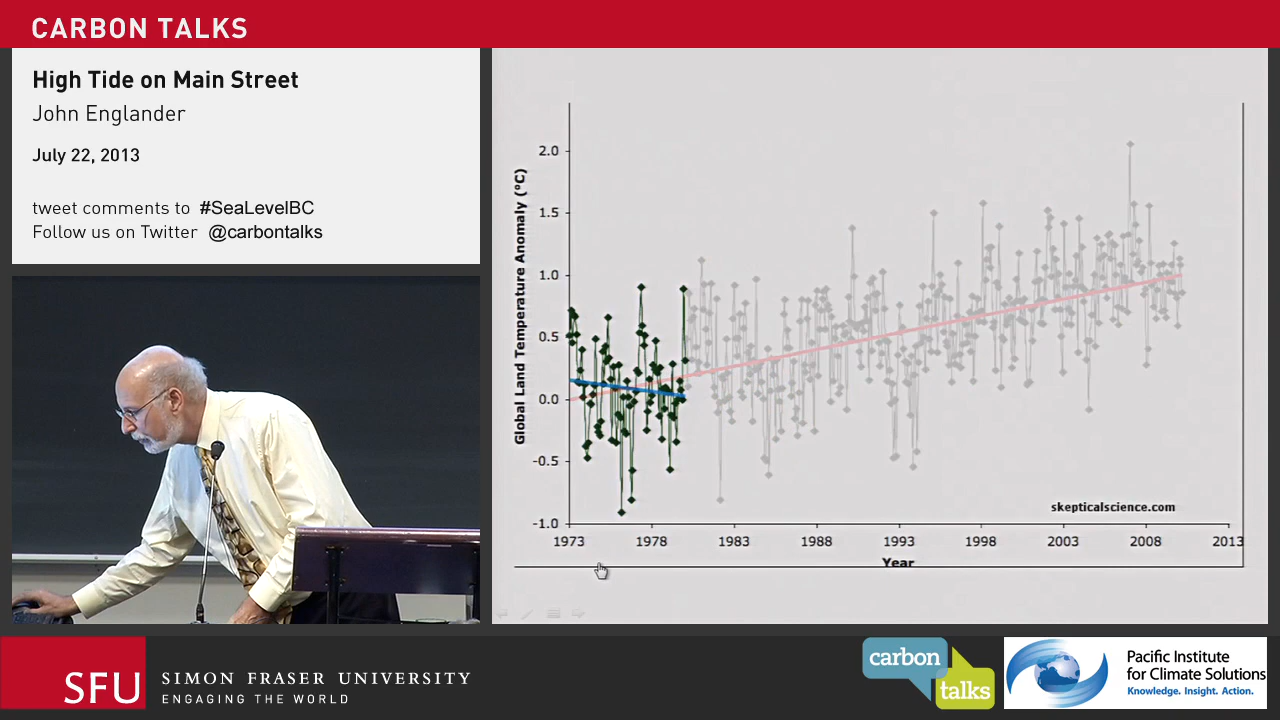 CARBON TALKS
High Tide on Main Street
John Englander
July 22, 2013
tweet comments to #SeaLevelBC
Follow us on Twitter @carbontalks
Global Land Temperature Anomaly (°C)
2.0
1.5
1.0
0.5
0.0
-0.5
-1.0
skepticalscience.com
1973 1978 1983 1988 1993 1998 2003 2008 2013
Year
SFU
SIMON FRASER UNIVERSITY
ENGAGING THE WORLD
carbon
talks
Pacific Institute
for Climate Solutions
Knowledge. Insight. Action.